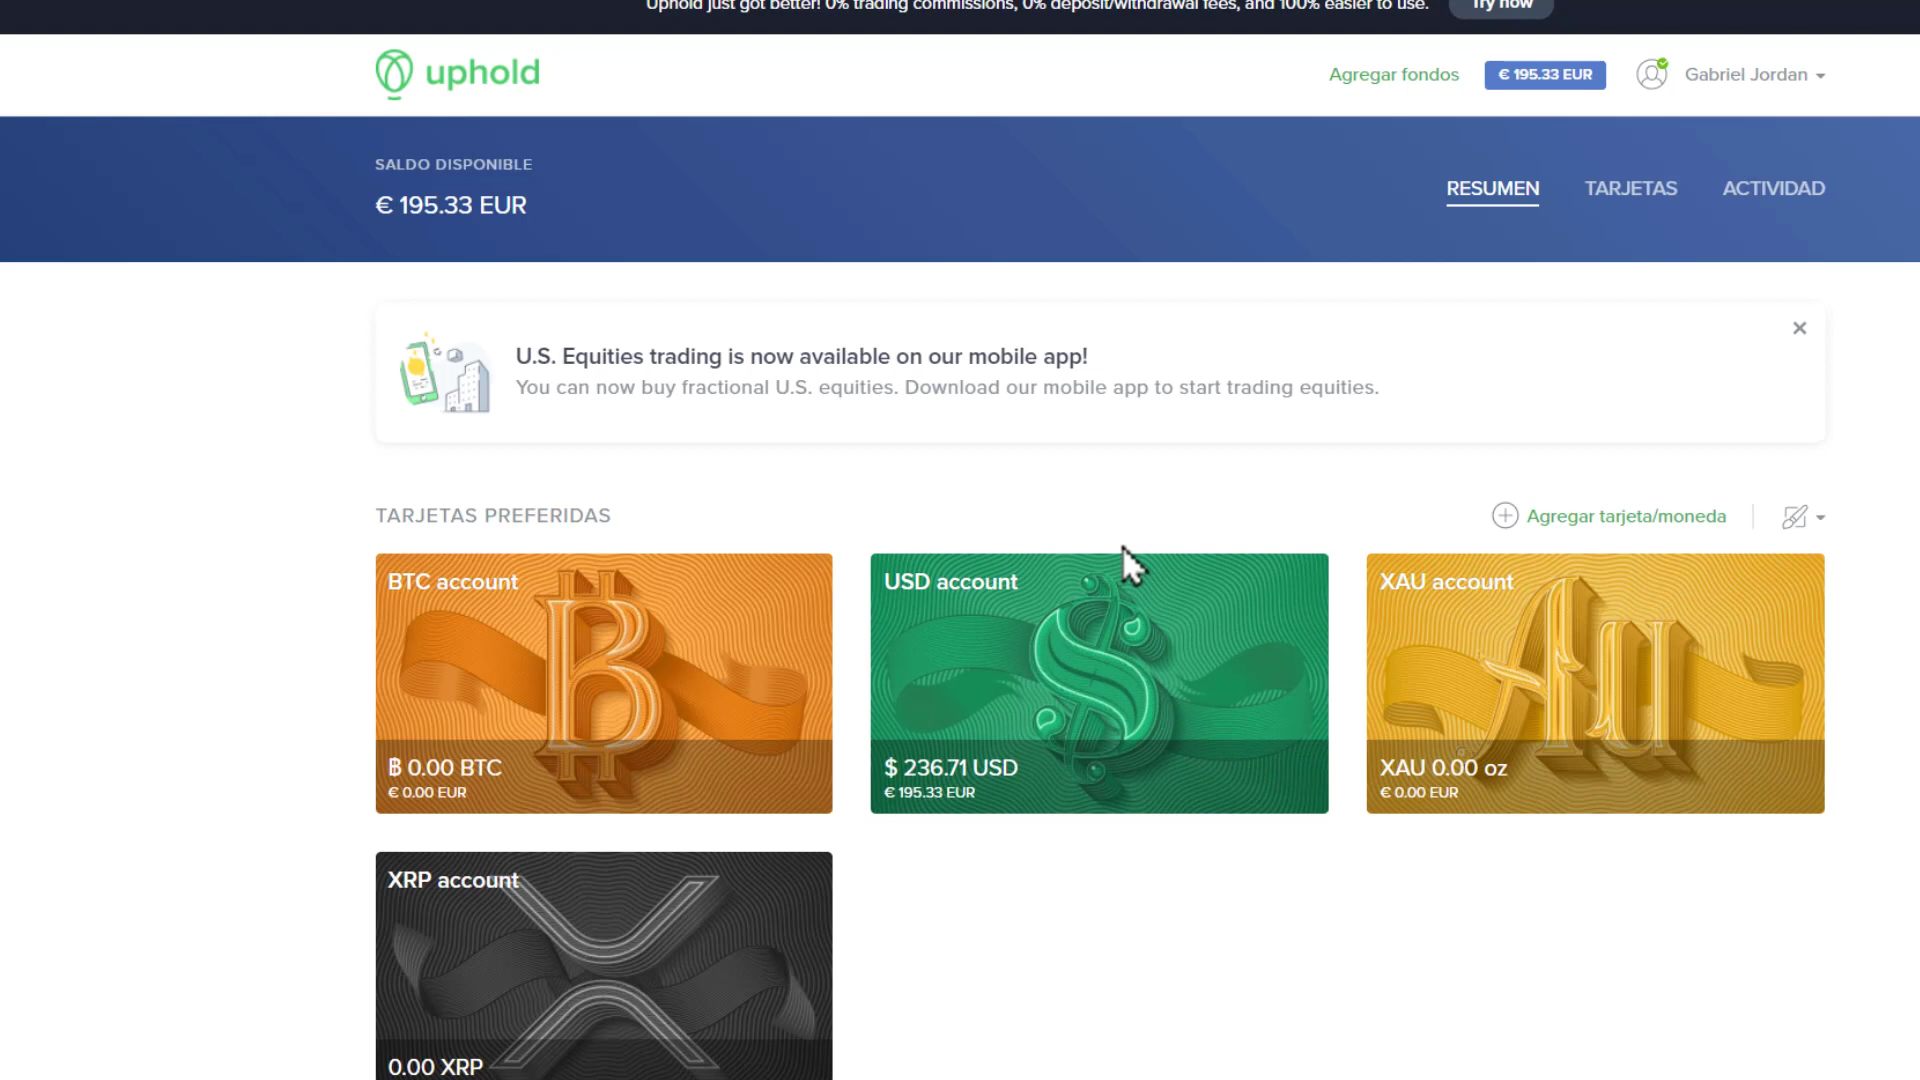 Uphold just got better! 0% trading commissions, 0% deposit/withdrawal fees, and 100% easier to use.
Try now
uphold
Agregar fondos
€ 195.33 EUR
Gabriel Jordan
SALDO DISPONIBLE
€ 195.33 EUR
RESUMEN
TARJETAS
ACTIVIDAD
U.S. Equities trading is now available on our mobile app!
You can now buy fractional U.S. equities. Download our mobile app to start trading equities.
TARJETAS PREFERIDAS
Agregar tarjeta/moneda
BTC account
₿ 0.00 BTC
€ 0.00 EUR
USD account
$ 236.71 USD
€ 195.33 EUR
XAU account
Au
XAU 0.00 oz
€ 0.00 EUR
XRP account
0.00 XRP